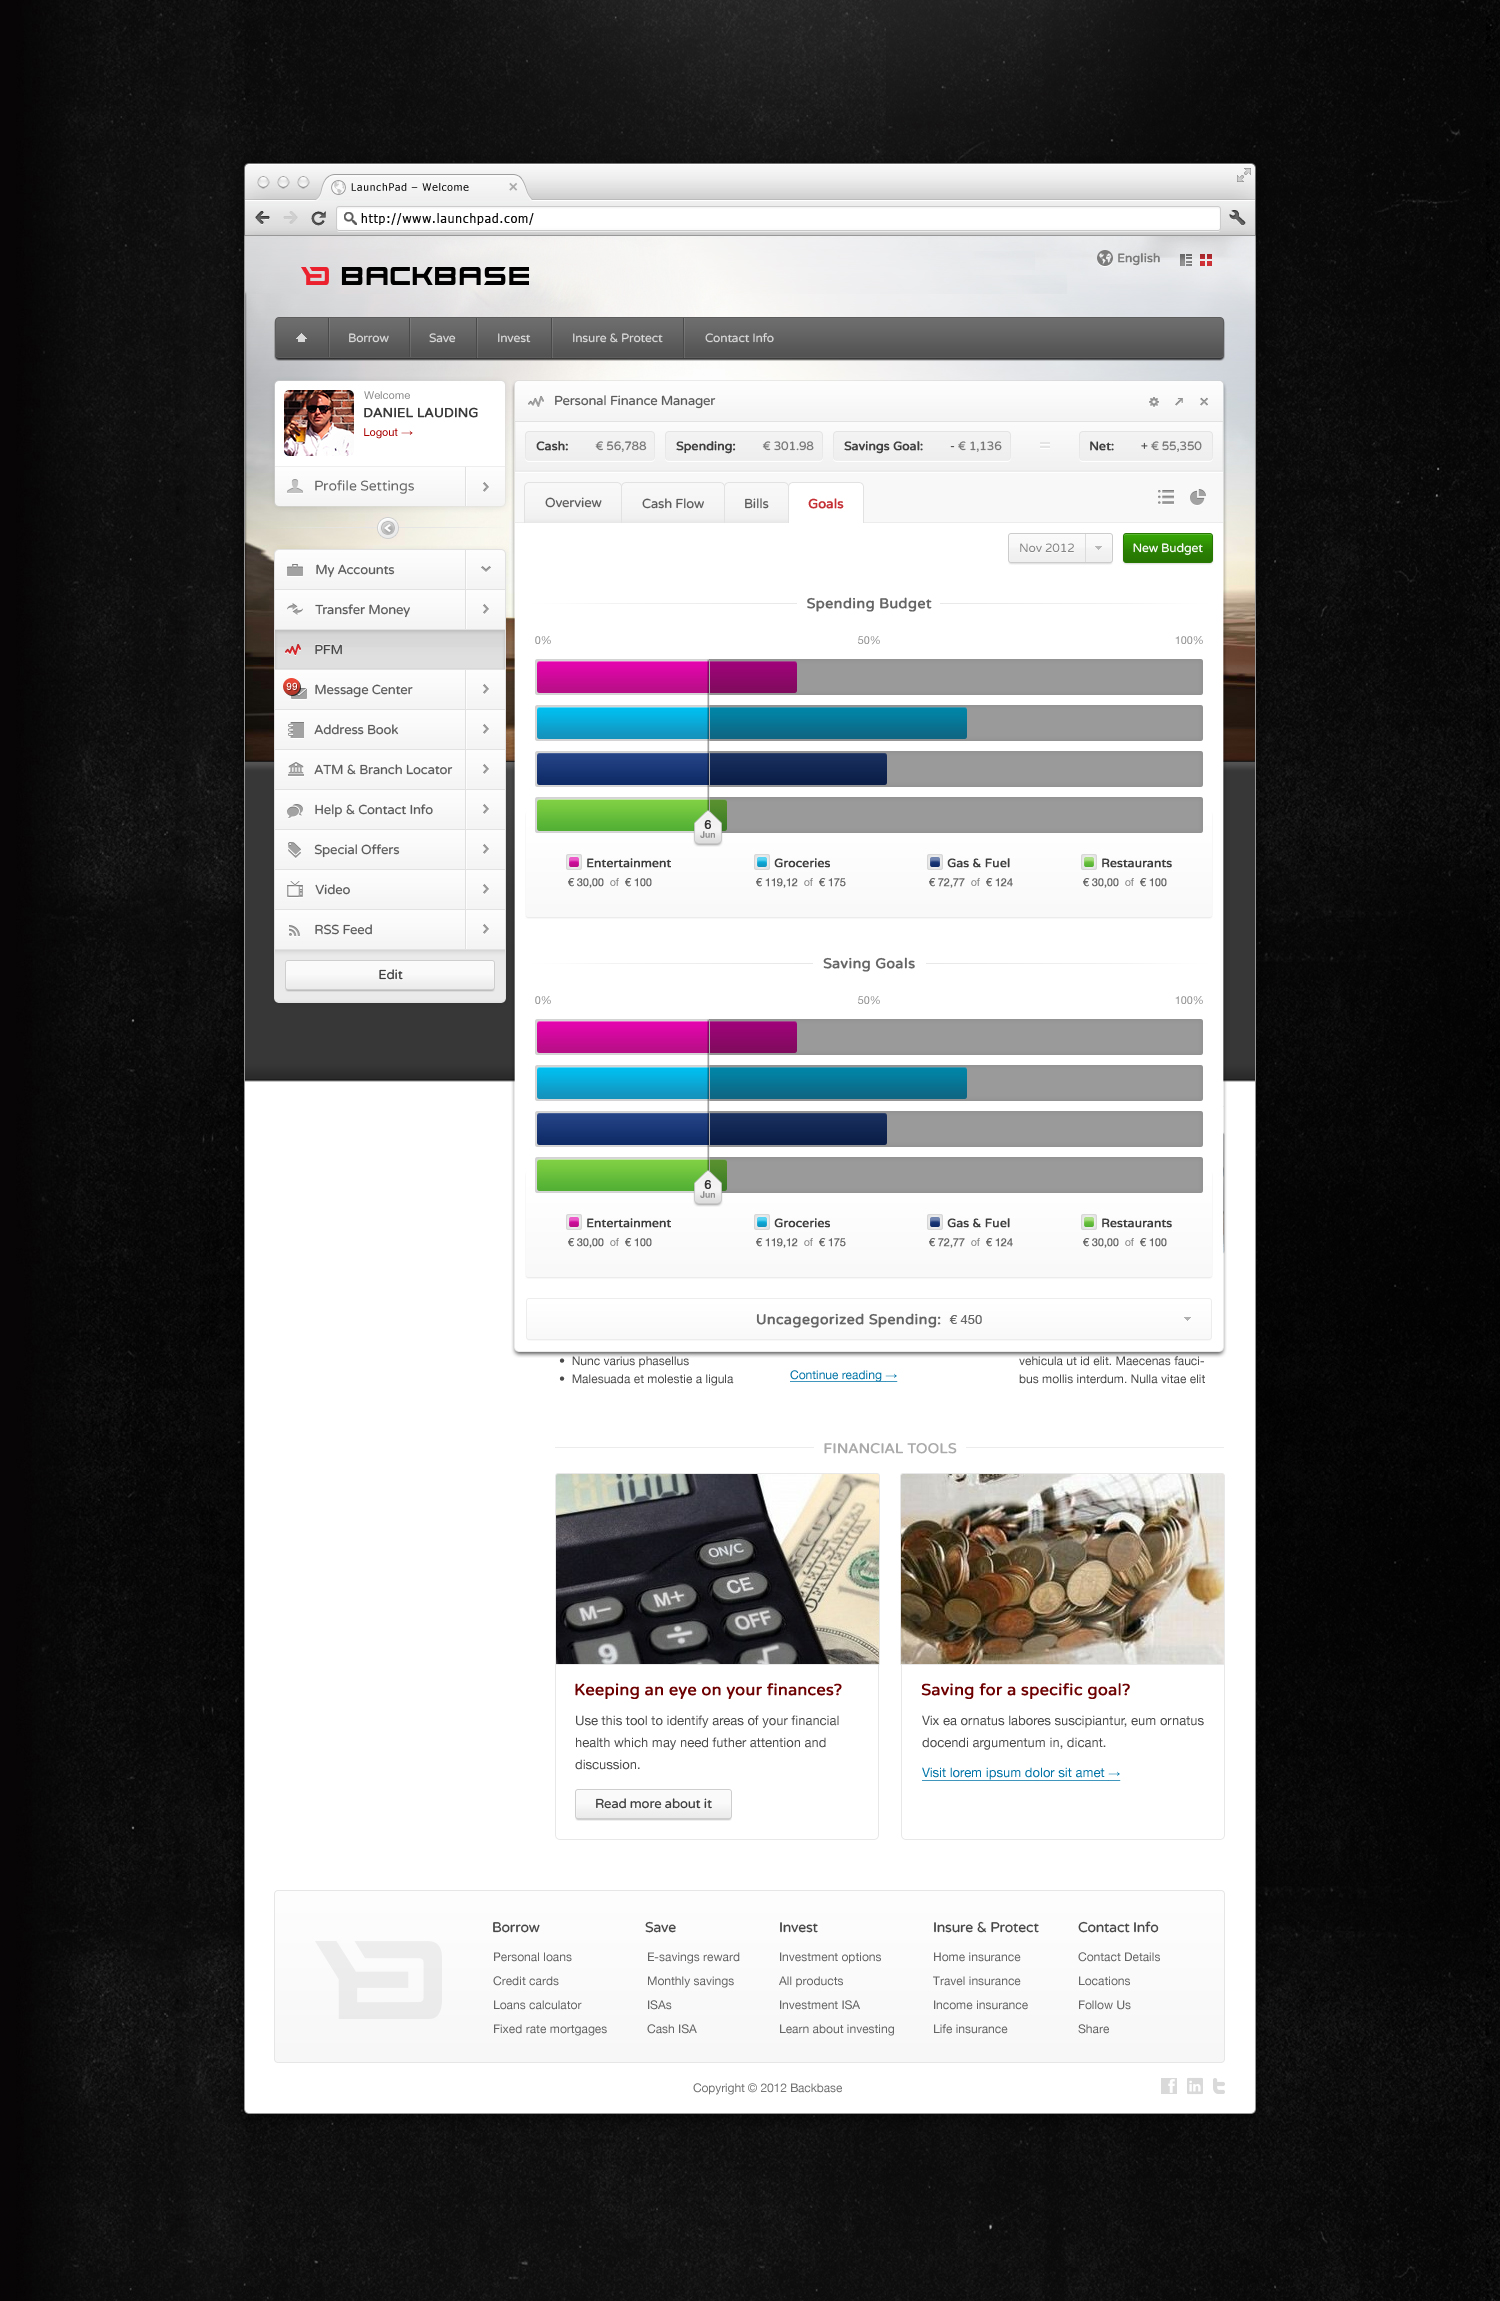 LaunchPad – Welcome
http://www.launchpad.com/
BACKBASE
English
Borrow
Save
Invest
Insure & Protect
Contact Info
Welcome
DANIEL LAUDING
Logout →
Profile Settings
My Accounts
Transfer Money
PFM
99
Message Center
Address Book
ATM & Branch Locator
Help & Contact Info
Special Offers
Video
RSS Feed
Edit
Personal Finance Manager
Cash: € 56,788
Spending: € 301.98
Savings Goal: - € 1,136
=
Net: + € 55,350
Overview
Cash Flow
Bills
Goals
Nov 2012
New Budget
Spending Budget
0% 50% 100%
6
Jun
Entertainment
€ 30,00 of € 100
Groceries
€ 119,12 of € 175
Gas & Fuel
€ 72,77 of € 124
Restaurants
€ 30,00 of € 100
Saving Goals
0% 50% 100%
6
Jun
Entertainment
€ 30,00 of € 100
Groceries
€ 119,12 of € 175
Gas & Fuel
€ 72,77 of € 124
Restaurants
€ 30,00 of € 100
Uncagegorized Spending: € 450
• Nunc varius phasellus
• Malesuada et molestie a ligula
Continue reading →
vehicula ut id elit. Maecenas fauci-
bus mollis interdum. Nulla vitae elit
FINANCIAL TOOLS
100
ON/C
M– M+ CE
9 ÷ OFF
√
Keeping an eye on your finances?
Use this tool to identify areas of your financial
health which may need futher attention and
discussion.
Read more about it
Saving for a specific goal?
Vix ea ornatus labores suscipiantur, eum ornatus
docendi argumentum in, dicant.
Visit lorem ipsum dolor sit amet →
Borrow
Personal loans
Credit cards
Loans calculator
Fixed rate mortgages
Save
E-savings reward
Monthly savings
ISAs
Cash ISA
Invest
Investment options
All products
Investment ISA
Learn about investing
Insure & Protect
Home insurance
Travel insurance
Income insurance
Life insurance
Contact Info
Contact Details
Locations
Follow Us
Share
Copyright © 2012 Backbase